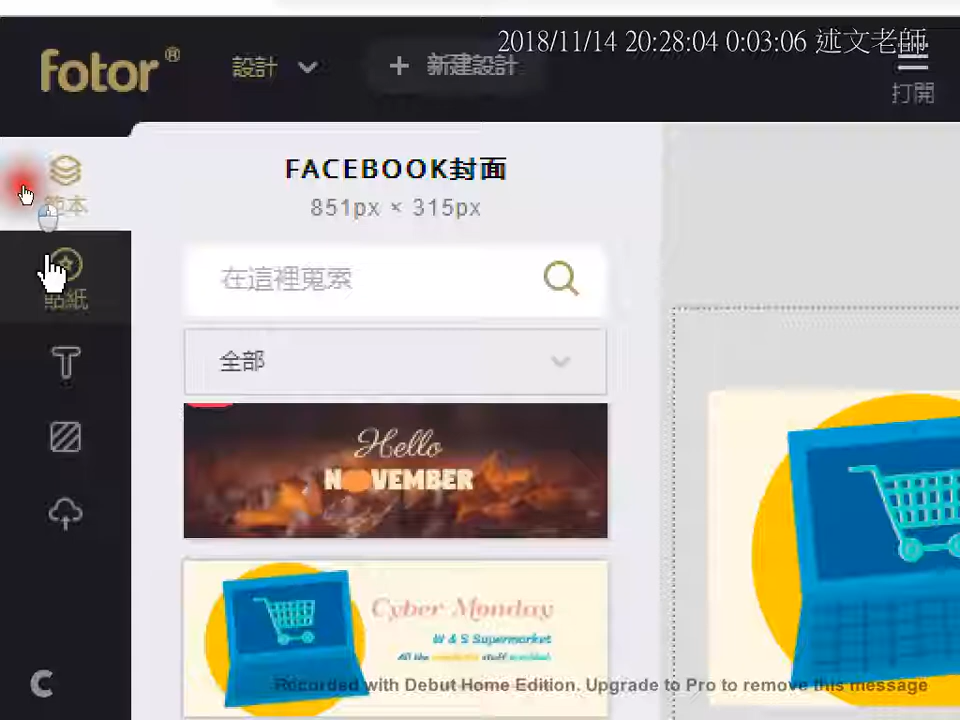 2018/11/14 20:28:04 0:03:06 述文老師
fotor®
設計
+ 新建設計
打開
範本
FACEBOOK封面
851px × 315px
在這裡蒐索
貼紙
全部
T
Hello
NOVEMBER
Cyber Monday
W & S Supermarket
All the
Recorded with Debut Home Edition. Upgrade to Pro to remove this message